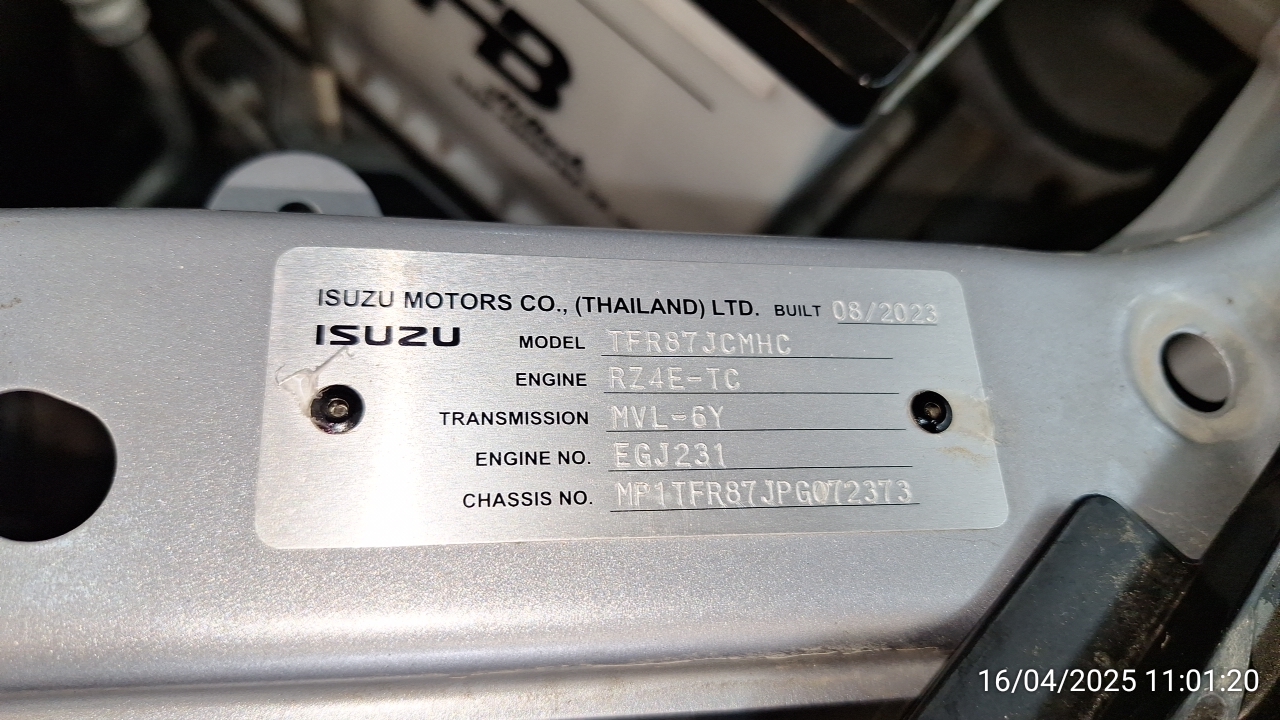 FB
ISUZU MOTORS CO., (THAILAND) LTD. BUILT 08/2023
ISUZU MODEL TFR87JCMHC
ENGINE RZ4E-TC
TRANSMISSION MVL-6Y
ENGINE NO. EGJ231
CHASSIS NO. MP1TFR87JPG072373
16/04/2025 11:01:20